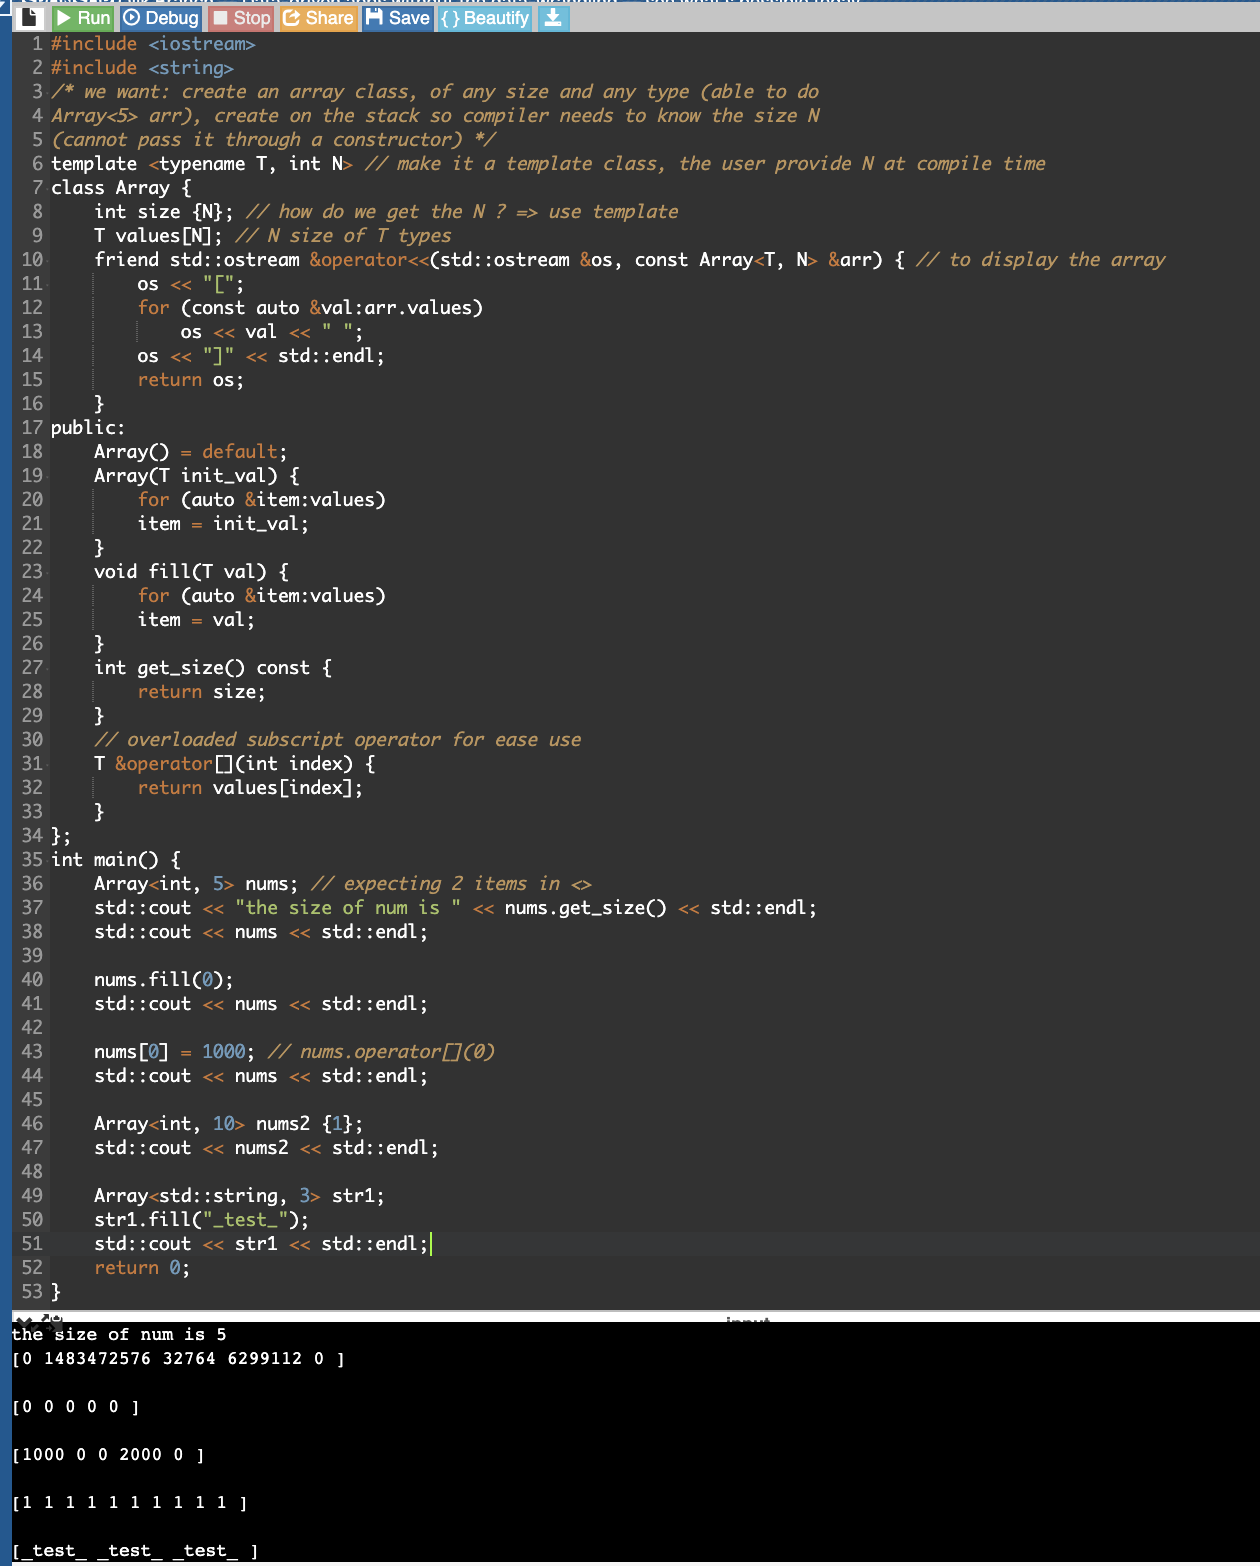 Run Debug Stop Share Save {} Beautify
1 #include <iostream>
2 #include <string>
3 /* we want: create an array class, of any size and any type (able to do
4 Array<5> arr), create on the stack so compiler needs to know the size N
5 (cannot pass it through a constructor) */
6 template <typename T, int N> // make it a template class, the user provide N at compile time
7 class Array {
8     int size {N}; // how do we get the N ? => use template
9     T values[N]; // N size of T types
10     friend std::ostream &operator<<(std::ostream &os, const Array<T, N> &arr) { // to display the array
11         os << "[";
12         for (const auto &val:arr.values)
13             os << val << " ";
14         os << "]" << std::endl;
15         return os;
16     }
17 public:
18     Array() = default;
19     Array(T init_val) {
20         for (auto &item:values)
21         item = init_val;
22     }
23     void fill(T val) {
24         for (auto &item:values)
25         item = val;
26     }
27     int get_size() const {
28         return size;
29     }
30     // overloaded subscript operator for ease use
31     T &operator[](int index) {
32         return values[index];
33     }
34 };
35 int main() {
36     Array<int, 5> nums; // expecting 2 items in <>
37     std::cout << "the size of num is " << nums.get_size() << std::endl;
38     std::cout << nums << std::endl;
39
40     nums.fill(0);
41     std::cout << nums << std::endl;
42
43     nums[0] = 1000; // nums.operator[](0)
44     std::cout << nums << std::endl;
45
46     Array<int, 10> nums2 {1};
47     std::cout << nums2 << std::endl;
48
49     Array<std::string, 3> str1;
50     str1.fill("_test_");
51     std::cout << str1 << std::endl;
52     return 0;
53 }
input
the size of num is 5
[0 1483472576 32764 6299112 0 ]
[0 0 0 0 0 ]
[1000 0 0 2000 0 ]
[1 1 1 1 1 1 1 1 1 1 ]
[_test_ _test_ _test_ ]